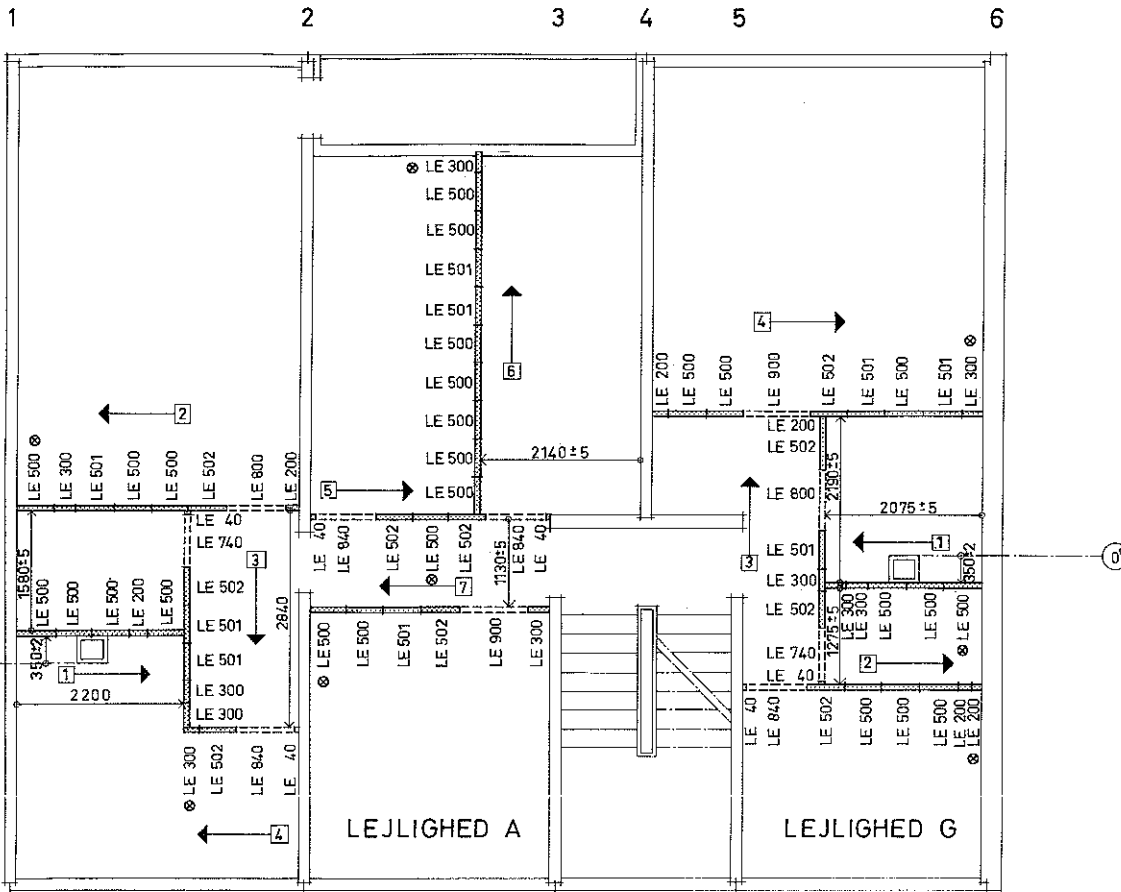 1 2 3 4 5 6
LE 500
LE 300
LE 501
LE 500
LE 500
LE 502
LE 800
LE 200
2
1580±5
LE 500
LE 500
LE 500
LE 200
LE 500
350±2
1
2200
LE 40
LE 740
LE 502
LE 501
LE 501
LE 300
LE 300
3
2840
LE 300
LE 502
LE 840
LE 40
4
LE 300
LE 500
LE 500
LE 501
LE 501
LE 500
LE 500
LE 500
LE 500
LE 500
6
2140±5
5
LE 40
LE 840
LE 502
LE 500
LE 502
LE 840
LE 40
1130±5
7
LE 500
LE 500
LE 501
LE 502
LE 900
LE 300
LEJLIGHED A
4
LE 200
LE 500
LE 500
LE 900
LE 502
LE 501
LE 500
LE 501
LE 300
LE 200
LE 502
LE 800
LE 501
LE 300
LE 502
LE 740
LE 40
3
2190±5
2075±5
1
350±2
0
1275±5
LE 300
LE 300
LE 500
LE 500
LE 500
2
LE 40
LE 840
LE 502
LE 500
LE 500
LE 500
LE 200
LE 200
LEJLIGHED G